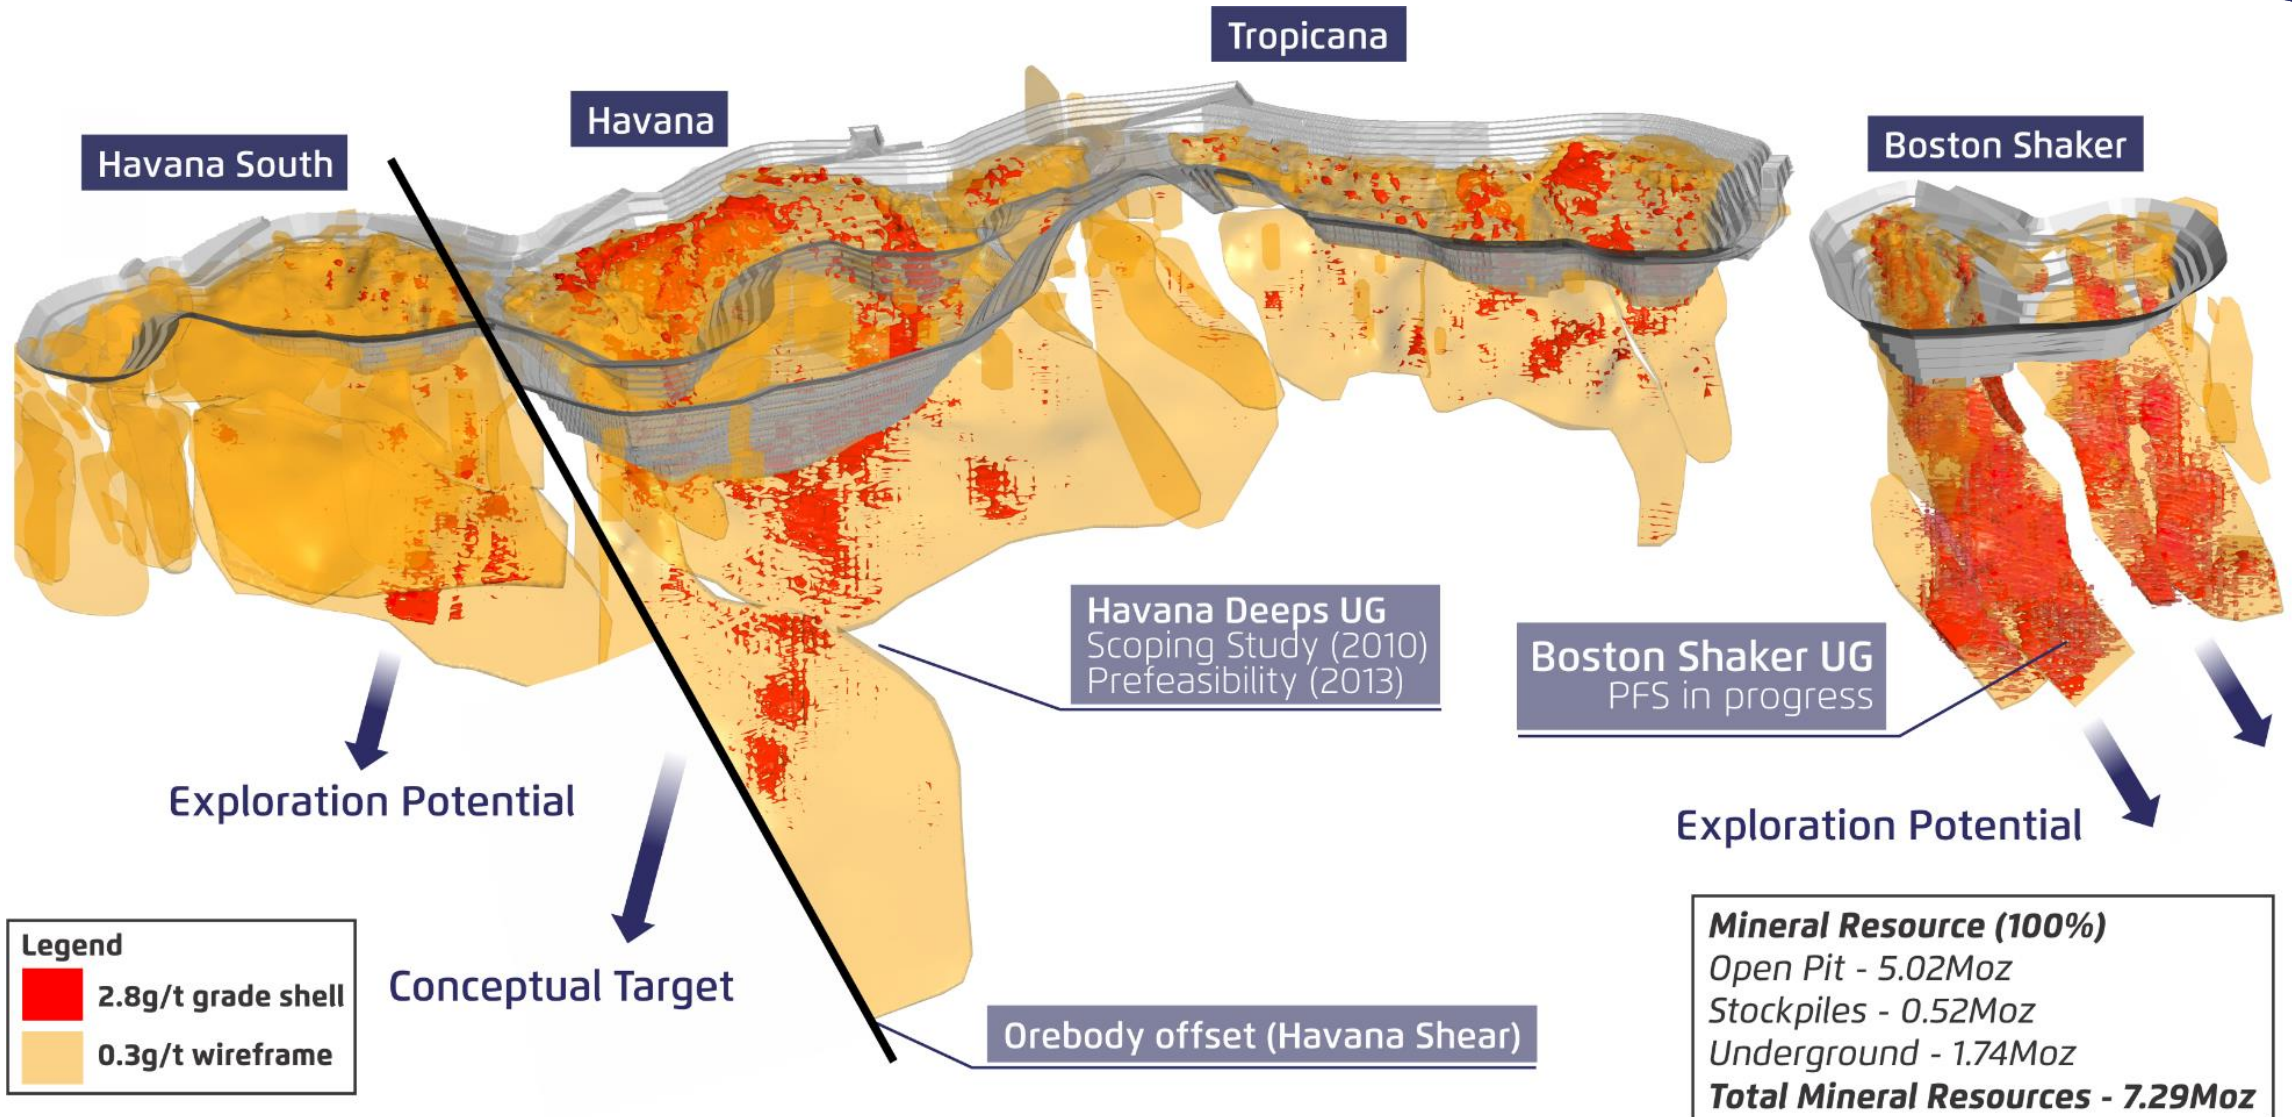 Tropicana
Havana
Havana South
Boston Shaker
Havana Deeps UG
Scoping Study (2010)
Prefeasibility (2013)
Boston Shaker UG
PFS in progress
Exploration Potential
Exploration Potential
Conceptual Target
Orebody offset (Havana Shear)
Legend
2.8g/t grade shell
0.3g/t wireframe
Mineral Resource (100%)
Open Pit - 5.02Moz
Stockpiles - 0.52Moz
Underground - 1.74Moz
Total Mineral Resources - 7.29Moz